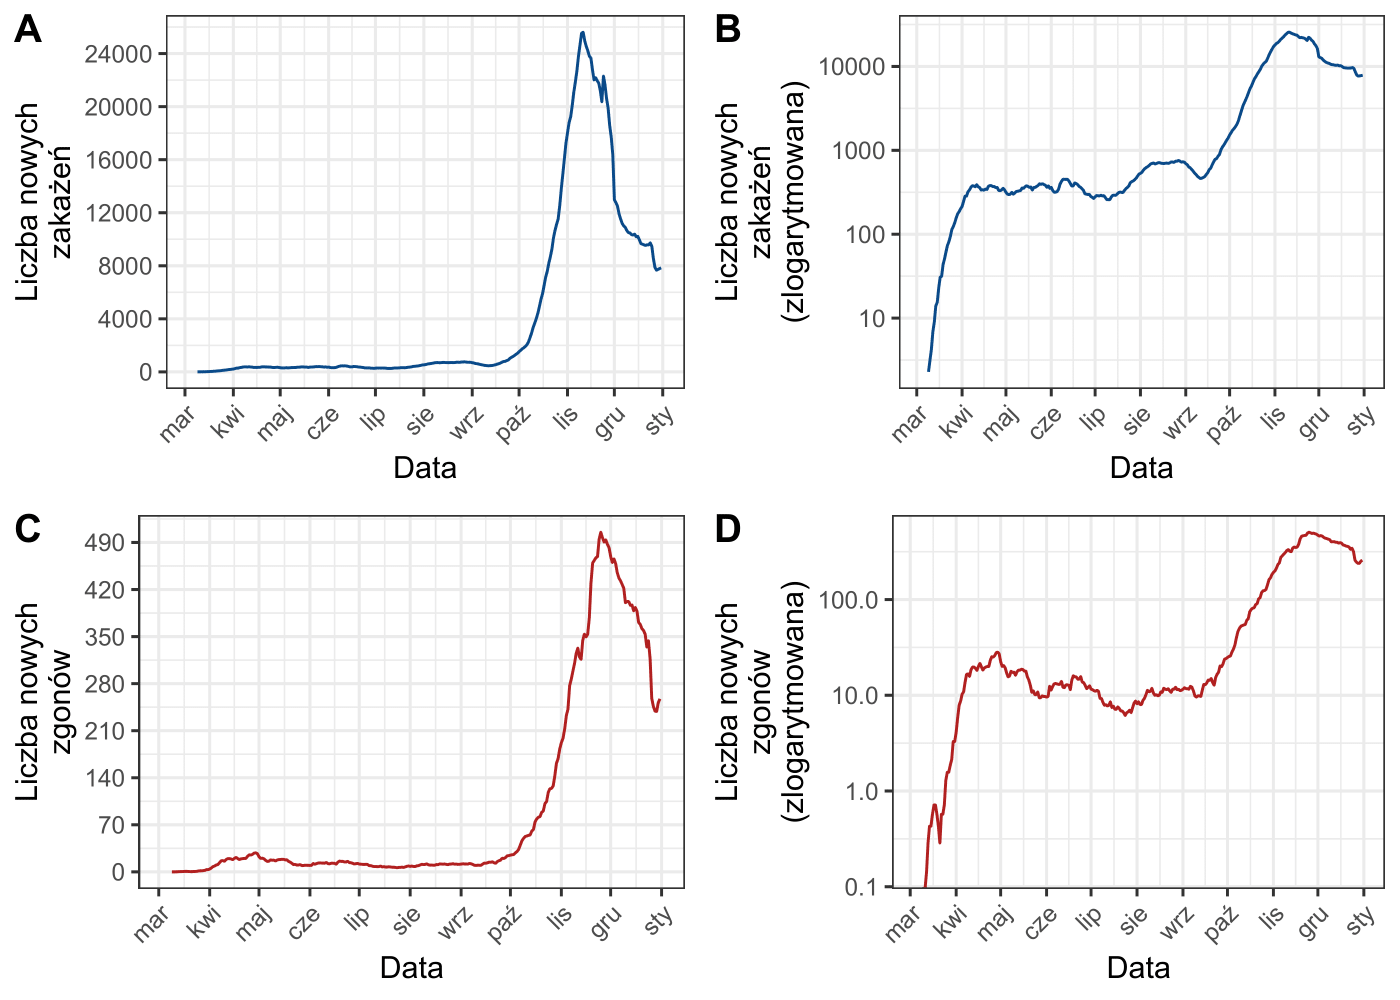 A
Liczba nowych
zakażeń
24000
20000
16000
12000
8000
4000
0
mar kwi maj cze lip sie wrz paź lis gru sty
Data
B
Liczba nowych
zakażeń
(zlogarytmowana)
10000
1000
100
10
mar kwi maj cze lip sie wrz paź lis gru sty
Data
C
Liczba nowych
zgonów
490
420
350
280
210
140
70
0
mar kwi maj cze lip sie wrz paź lis gru sty
Data
D
Liczba nowych
zgonów
(zlogarytmowana)
100.0
10.0
1.0
0.1
mar kwi maj cze lip sie wrz paź lis gru sty
Data